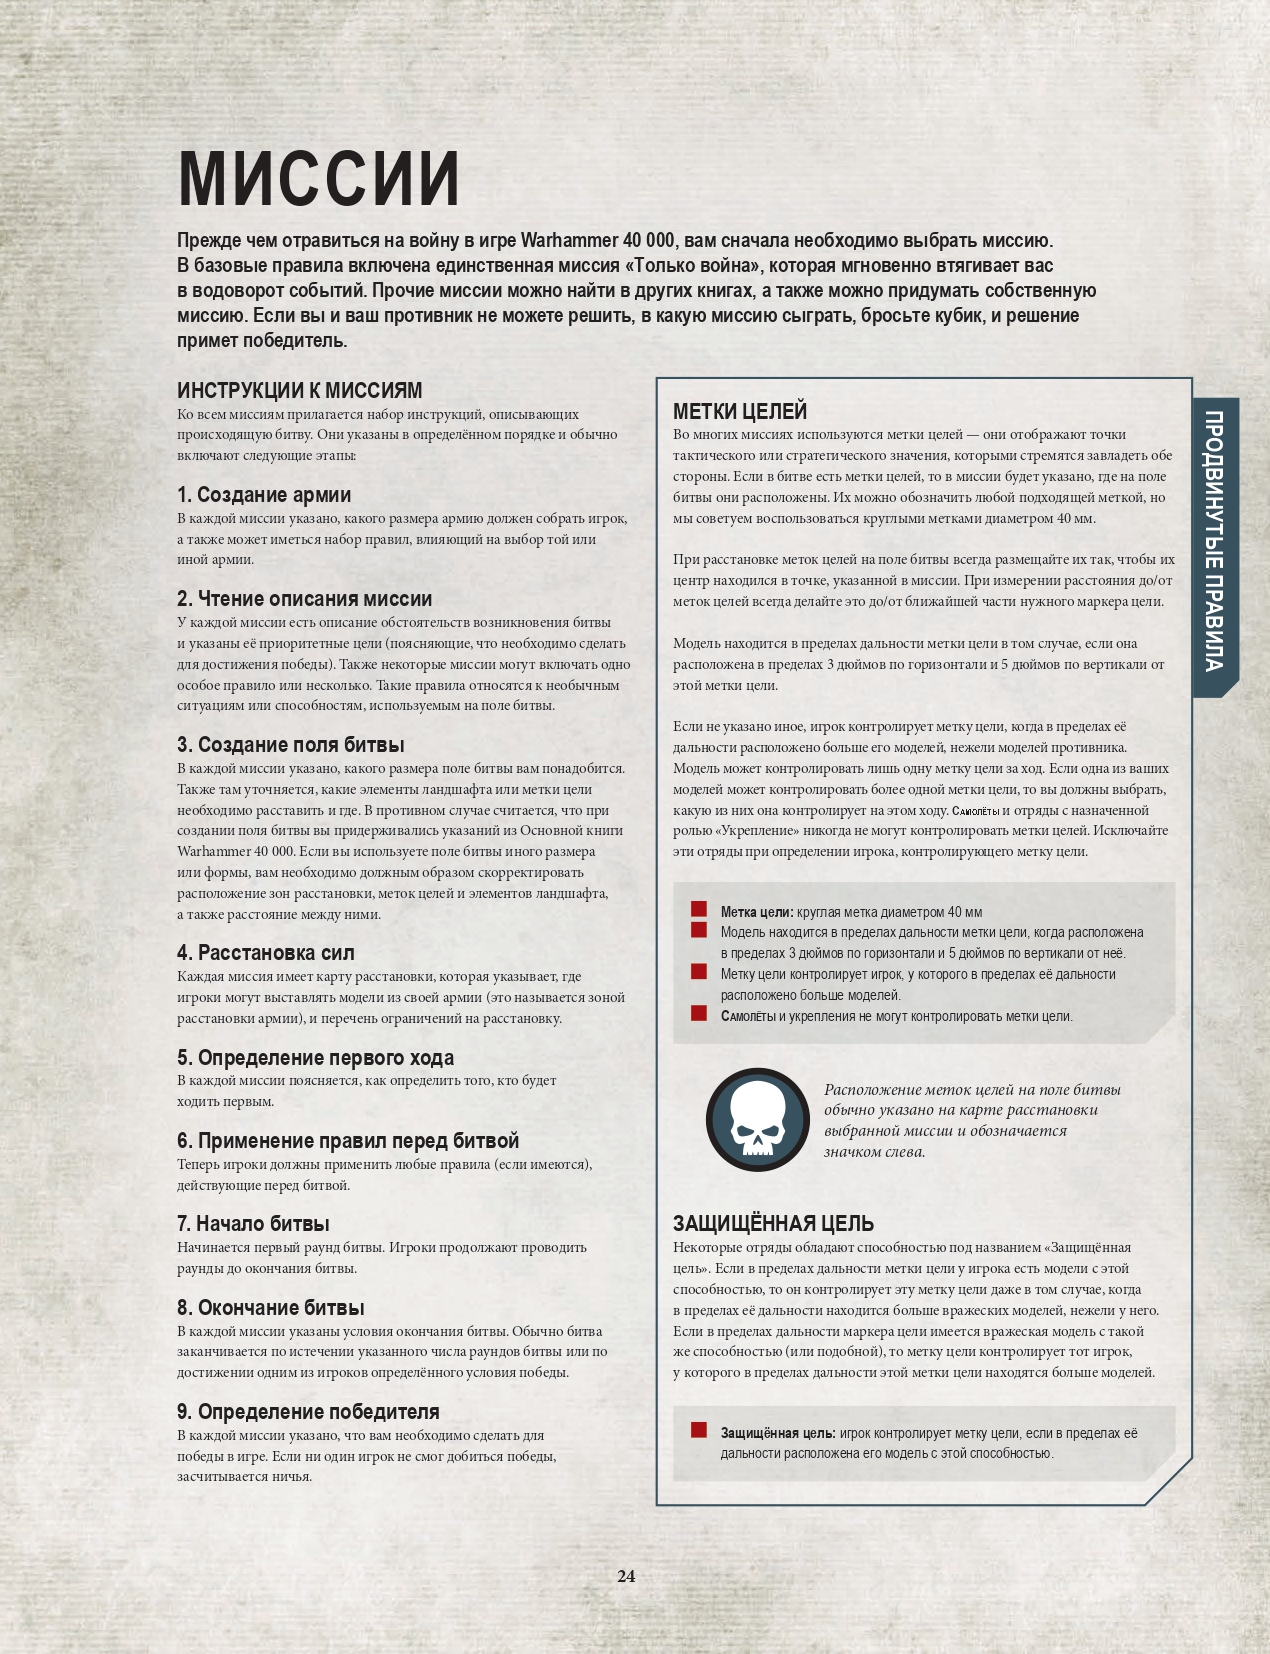 МИССИИ
Прежде чем отравиться на войну в игре Warhammer 40 000, вам сначала необходимо выбрать миссию.
В базовые правила включена единственная миссия «Только война», которая мгновенно втягивает вас
в водоворот событий. Прочие миссии можно найти в других книгах, а также можно придумать собственную
миссию. Если вы и ваш противник не можете решить, в какую миссию сыграть, бросьте кубик, и решение
примет победитель.
ИНСТРУКЦИИ К МИССИЯМ
Ко всем миссиям прилагается набор инструкций, описывающих
происходящую битву. Они указаны в определённом порядке и обычно
включают следующие этапы:
1. Создание армии
В каждой миссии указано, какого размера армию должен собрать игрок,
а также может иметься набор правил, влияющий на выбор той или
иной армии.
2. Чтение описания миссии
У каждой миссии есть описание обстоятельств возникновения битвы
и указаны её приоритетные цели (поясняющие, что необходимо сделать
для достижения победы). Также некоторые миссии могут включать одно
особое правило или несколько. Такие правила относятся к необычным
ситуациям или способностям, используемым на поле битвы.
3. Создание поля битвы
В каждой миссии указано, какого размера поле битвы вам понадобится.
Также там уточняется, какие элементы ландшафта или метки цели
необходимо расставить и где. В противном случае считается, что при
создании поля битвы вы придерживались указаний из Основной книги
Warhammer 40 000. Если вы используете поле битвы иного размера
или формы, вам необходимо должным образом скорректировать
расположение зон расстановки, меток целей и элементов ландшафта,
а также расстояние между ними.
4. Расстановка сил
Каждая миссия имеет карту расстановки, которая указывает, где
игроки могут выставлять модели из своей армии (это называется зоной
расстановки армии), и перечень ограничений на расстановку.
5. Определение первого хода
В каждой миссии поясняется, как определить того, кто будет
ходить первым.
6. Применение правил перед битвой
Теперь игроки должны применить любые правила (если имеются),
действующие перед битвой.
7. Начало битвы
Начинается первый раунд битвы. Игроки продолжают проводить
раунды до окончания битвы.
8. Окончание битвы
В каждой миссии указаны условия окончания битвы. Обычно битва
заканчивается по истечении указанного числа раундов битвы или по
достижении одним из игроков определённого условия победы.
9. Определение победителя
В каждой миссии указано, что вам необходимо сделать для
победы в игре. Если ни один игрок не смог добиться победы,
засчитывается ничья.
МЕТКИ ЦЕЛЕЙ
Во многих миссиях используются метки целей — они отображают точки
тактического или стратегического значения, которыми стремятся завладеть обе
стороны. Если в битве есть метки целей, то в миссии будет указано, где на поле
битвы они расположены. Их можно обозначить любой подходящей меткой, но
мы советуем воспользоваться круглыми метками диаметром 40 мм.
При расстановке меток целей на поле битвы всегда размещайте их так, чтобы их
центр находился в точке, указанной в миссии. При измерении расстояния до/от
меток целей всегда делайте это до/от ближайшей части нужного маркера цели.
Модель находится в пределах дальности метки цели в том случае, если она
расположена в пределах 3 дюймов по горизонтали и 5 дюймов по вертикали от
этой метки цели.
Если не указано иное, игрок контролирует метку цели, когда в пределах её
дальности расположено больше его моделей, нежели моделей противника.
Модель может контролировать лишь одну метку цели за ход. Если одна из ваших
моделей может контролировать более одной метки цели, то вы должны выбрать,
какую из них она контролирует на этом ходу. Самолёты и отряды с назначенной
ролью «Укрепление» никогда не могут контролировать метки целей. Исключайте
эти отряды при определении игрока, контролирующего метку цели.
Метка цели: круглая метка диаметром 40 мм
Модель находится в пределах дальности метки цели, когда расположена
в пределах 3 дюймов по горизонтали и 5 дюймов по вертикали от неё.
Метку цели контролирует игрок, у которого в пределах её дальности
расположено больше моделей.
Самолёты и укрепления не могут контролировать метки цели.
Расположение меток целей на поле битвы
обычно указано на карте расстановки
выбранной миссии и обозначается
значком слева.
ЗАЩИЩЁННАЯ ЦЕЛЬ
Некоторые отряды обладают способностью под названием «Защищённая
цель». Если в пределах дальности метки цели у игрока есть модели с этой
способностью, то он контролирует эту метку цели даже в том случае, когда
в пределах её дальности находится больше вражеских моделей, нежели у него.
Если в пределах дальности маркера цели имеется вражеская модель с такой
же способностью (или подобной), то метку цели контролирует тот игрок,
у которого в пределах дальности этой метки цели находятся больше моделей.
Защищённая цель: игрок контролирует метку цели, если в пределах её
дальности расположена его модель с этой способностью.
ПРОДВИНУТЫЕ ПРАВИЛА
24